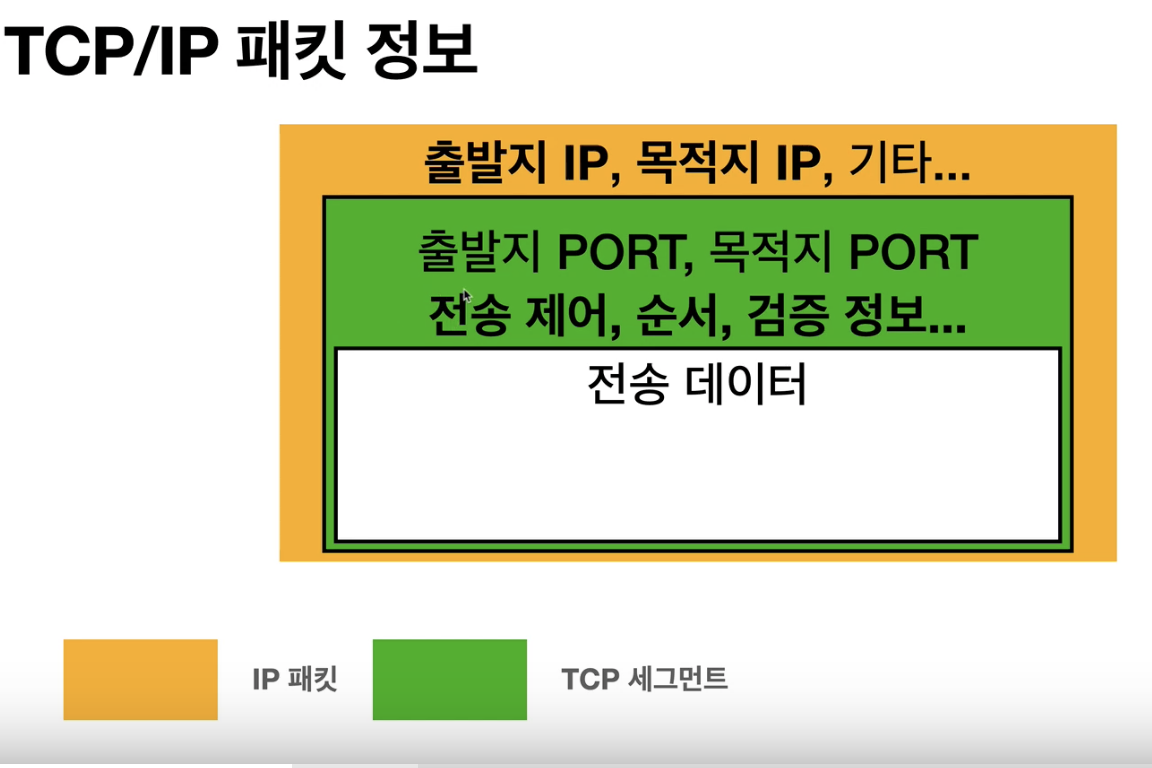 TCP/IP 패킷 정보
출발지 IP, 목적지 IP, 기타...
출발지 PORT, 목적지 PORT
전송 제어, 순서, 검증 정보...
전송 데이터
IP 패킷
TCP 세그먼트